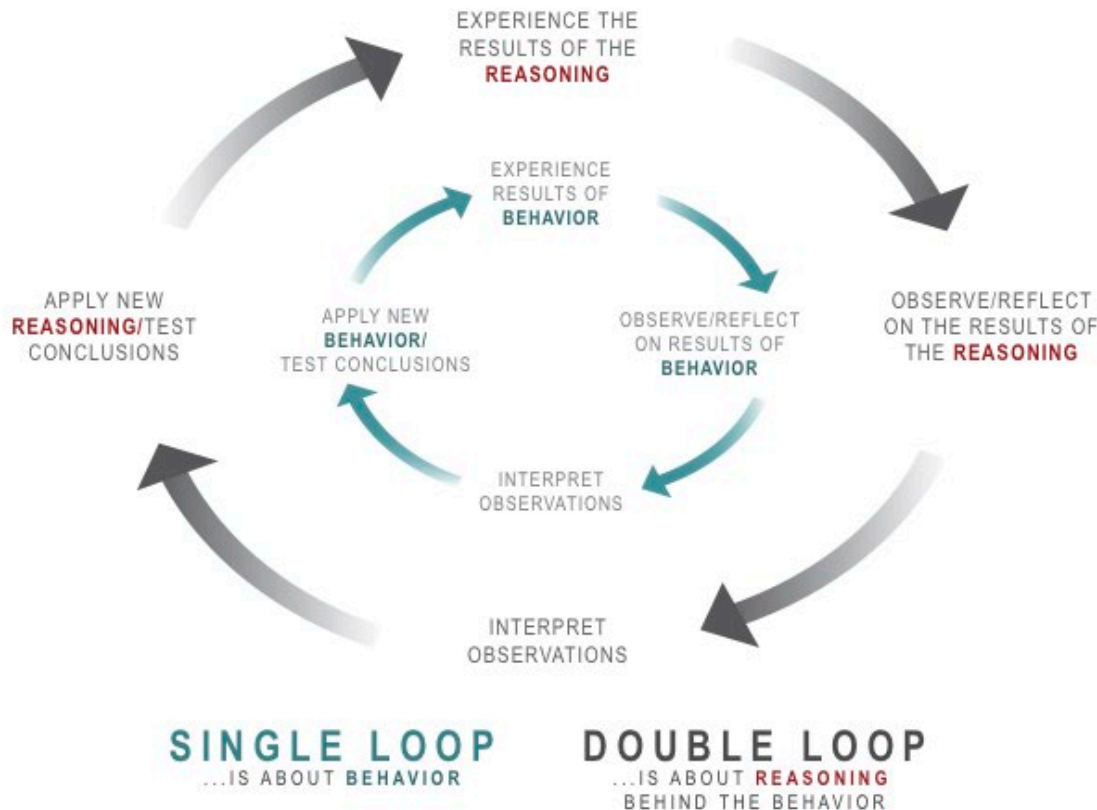 EXPERIENCE THE
RESULTS OF THE
REASONING
EXPERIENCE
RESULTS OF
BEHAVIOR
APPLY NEW
REASONING/TEST
CONCLUSIONS
APPLY NEW
BEHAVIOR/
TEST CONCLUSIONS
OBSERVE/REFLECT
ON RESULTS OF
BEHAVIOR
OBSERVE/REFLECT
ON THE RESULTS OF
THE REASONING
INTERPRET
OBSERVATIONS
INTERPRET
OBSERVATIONS
SINGLE LOOP
...IS ABOUT BEHAVIOR
DOUBLE LOOP
...IS ABOUT REASONING
BEHIND THE BEHAVIOR